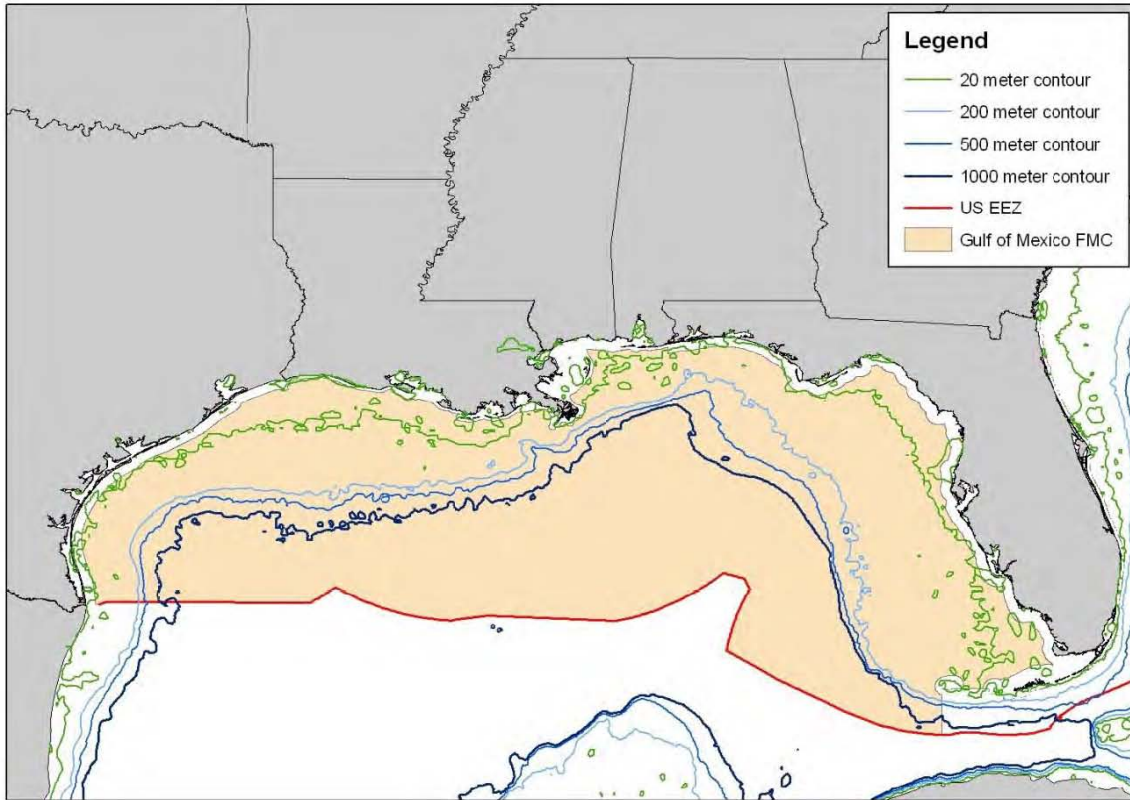 Legend
20 meter contour
200 meter contour
500 meter contour
1000 meter contour
US EEZ
Gulf of Mexico FMC